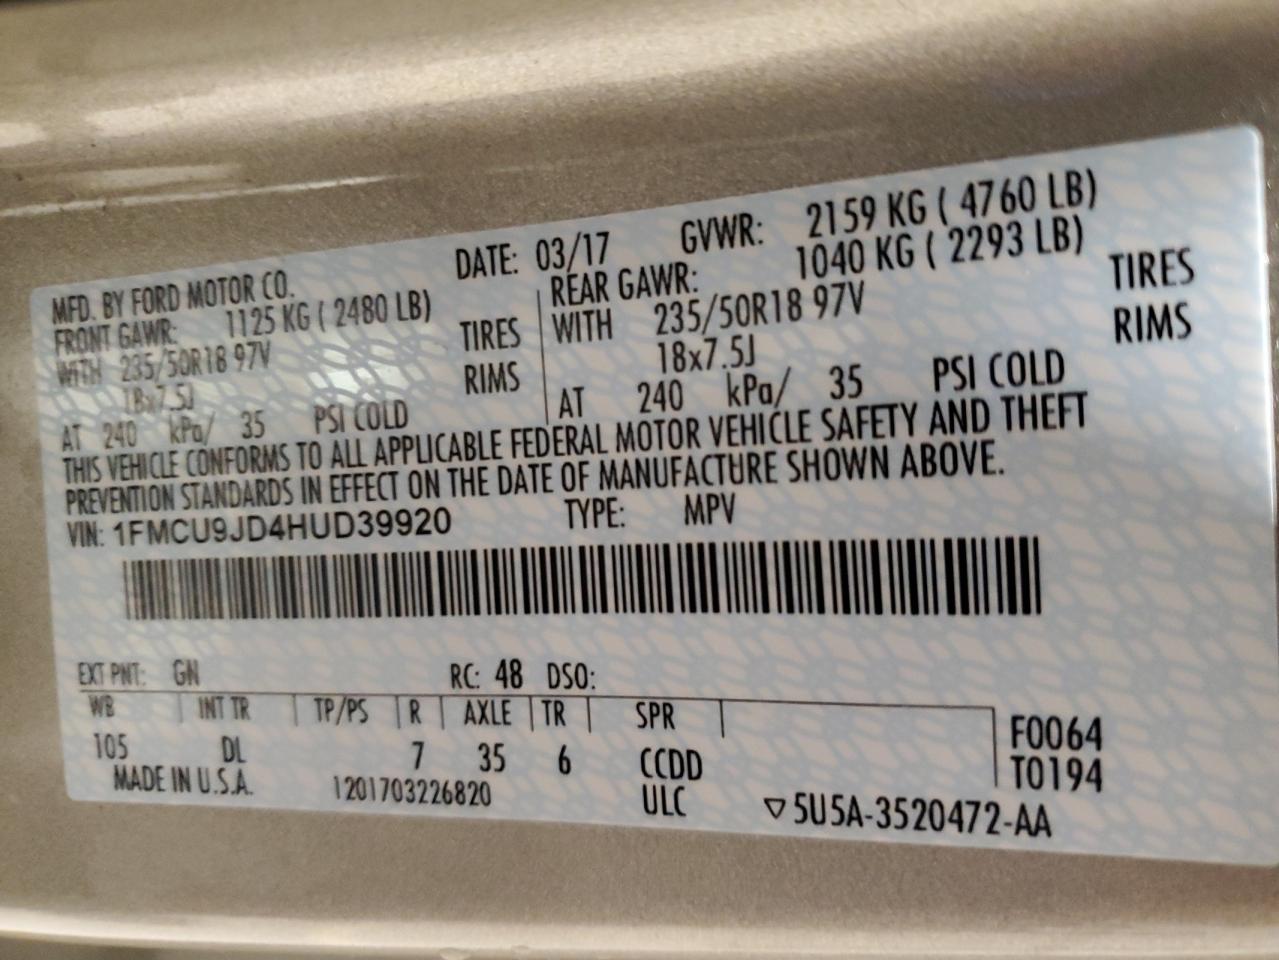 MFD. BY FORD MOTOR CO.
DATE: 03/17 GVWR: 2159 KG ( 4760 LB)
FRONT GAWR: 1125 KG ( 2480 LB)
WITH 235/50R18 97V TIRES
18x7.5J RIMS
AT 240 kPa/ 35 PSI COLD
REAR GAWR: 1040 KG ( 2293 LB)
WITH 235/50R18 97V TIRES
18x7.5J RIMS
AT 240 kPa/ 35 PSI COLD
THIS VEHICLE CONFORMS TO ALL APPLICABLE FEDERAL MOTOR VEHICLE SAFETY AND THEFT
PREVENTION STANDARDS IN EFFECT ON THE DATE OF MANUFACTURE SHOWN ABOVE.
VIN: 1FMCU9JD4HUD39920 TYPE: MPV
EXT PNT: GN RC: 48 DSO:
WB INT TR TP/PS R AXLE TR SPR
105 DL 7 35 6 CCDD
F0064
T0194
MADE IN U.S.A. 1201703226820 ULC ▽5U5A-3520472-AA